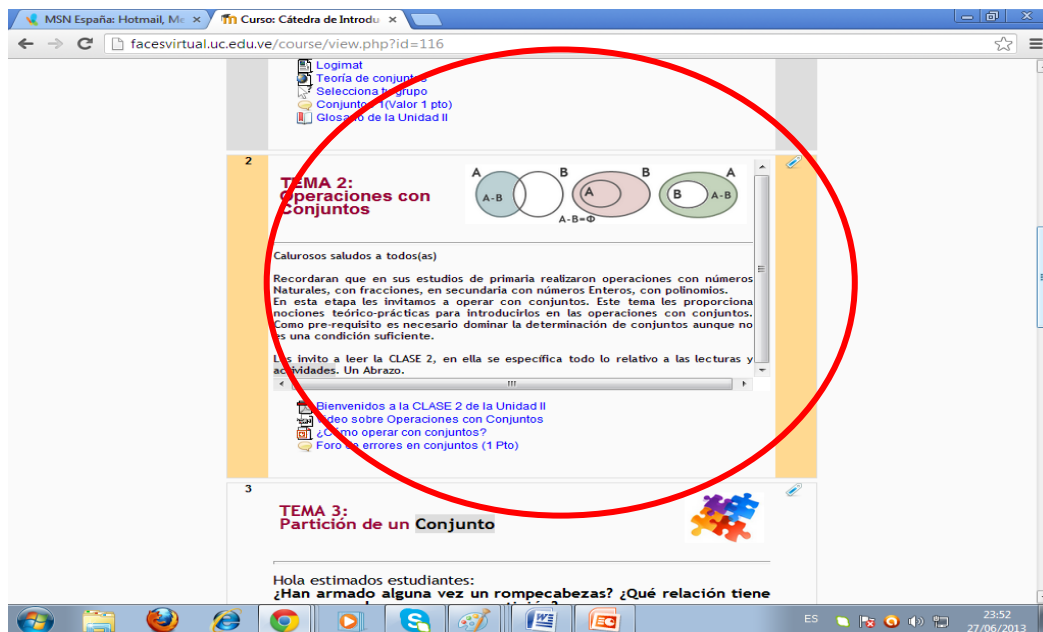 MSN España: Hotmail, Me
Curso: Cátedra de Introdu
facesvirtual.uc.edu.ve/course/view.php?id=116
Logimat
Teoría de conjuntos
Selecciona tu grupo
Conjuntos 1(Valor 1 pto)
Glosario de la Unidad II
2
TEMA 2:
Operaciones con
Conjuntos
A B B A
A-B A B A-B
A-B=Φ
Calurosos saludos a todos(as)
Recordaran que en sus estudios de primaria realizaron operaciones con números
Naturales, con fracciones, en secundaria con números Enteros, con polinomios.
En esta etapa les invitamos a operar con conjuntos. Este tema les proporciona
nociones teórico-prácticas para introducirlos en las operaciones con conjuntos.
Como pre-requisito es necesario dominar la determinación de conjuntos aunque no
es una condición suficiente.
Les invito a leer la CLASE 2, en ella se específica todo lo relativo a las lecturas y
actividades. Un Abrazo.
Bienvenidos a la CLASE 2 de la Unidad II
Video sobre Operaciones con Conjuntos
¿Cómo operar con conjuntos?
Foro de errores en conjuntos (1 Pto)
3
TEMA 3:
Partición de un Conjunto
Hola estimados estudiantes:
¿Han armado alguna vez un rompecabezas? ¿Qué relación tiene
ES
23:52
27/06/2013